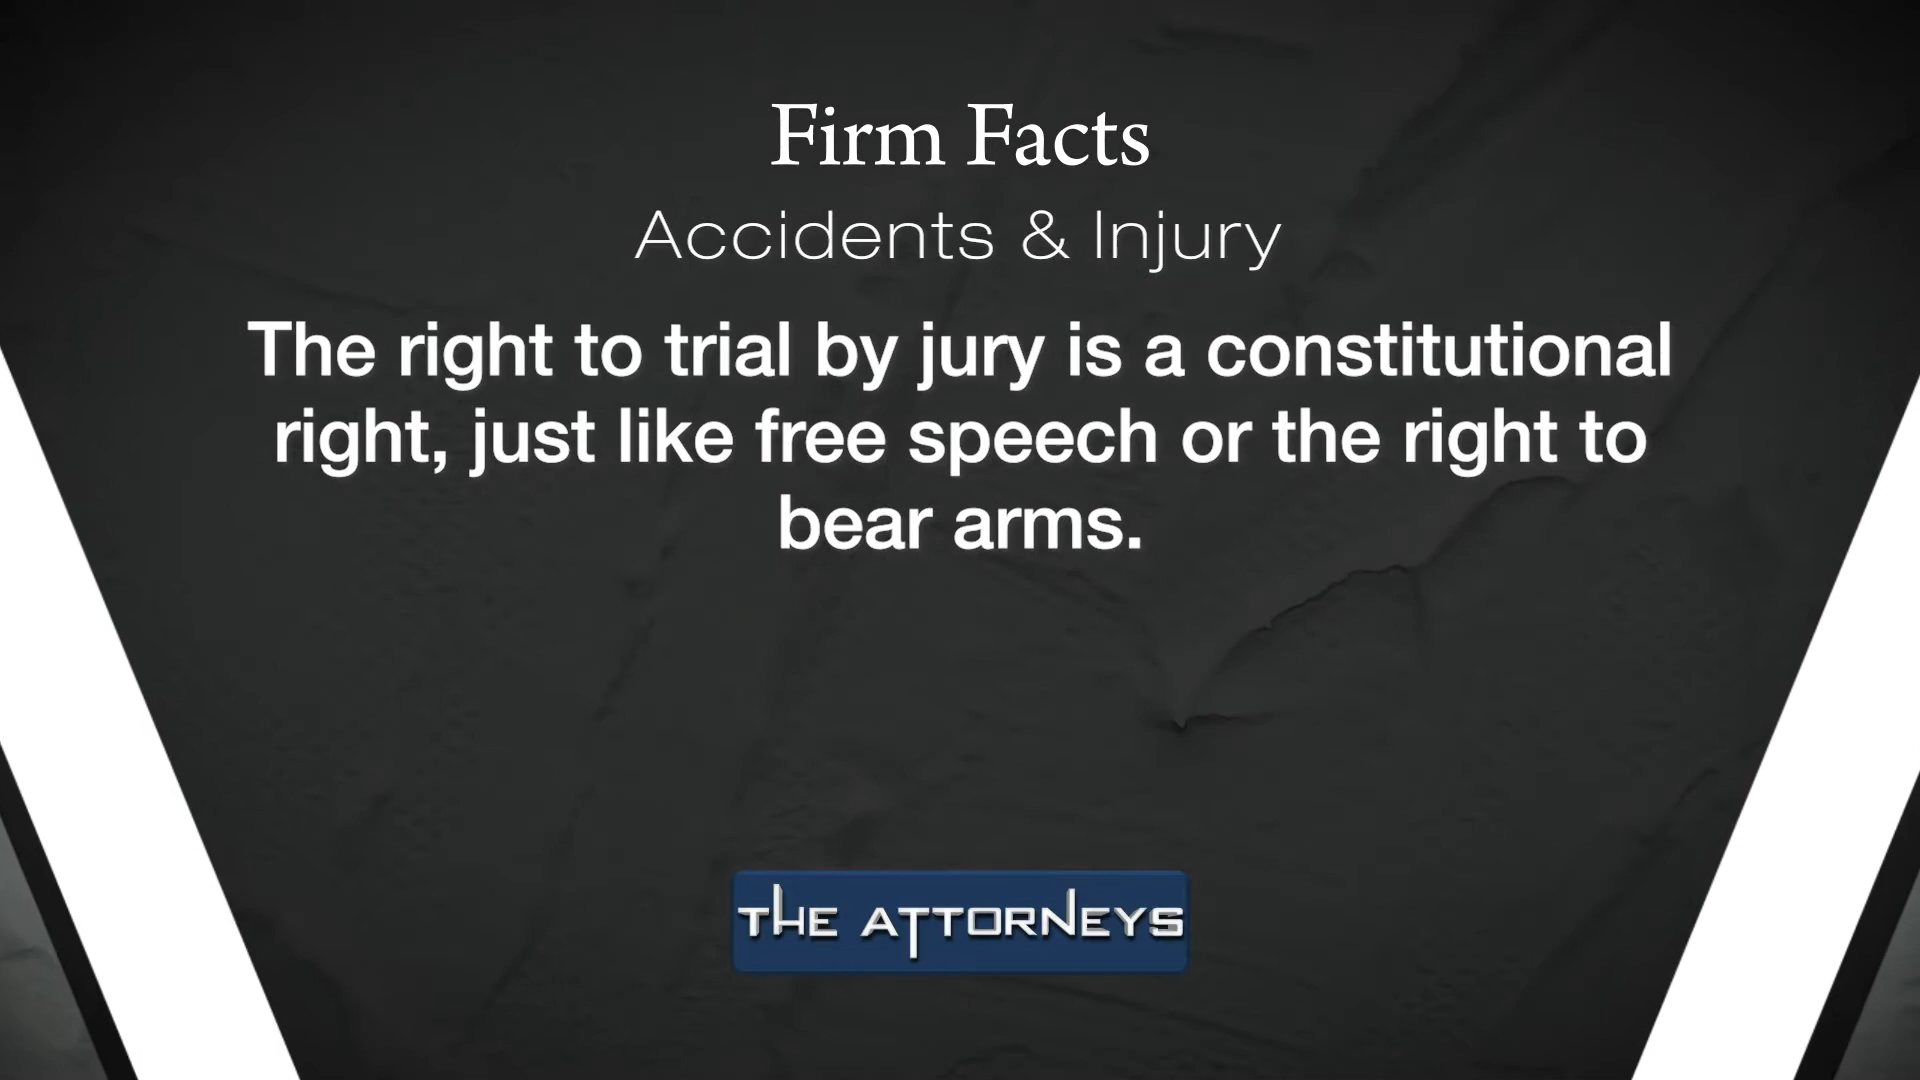 Firm Facts
Accidents & Injury
The right to trial by jury is a constitutional
right, just like free speech or the right to
bear arms.
THE ATTORNEYS